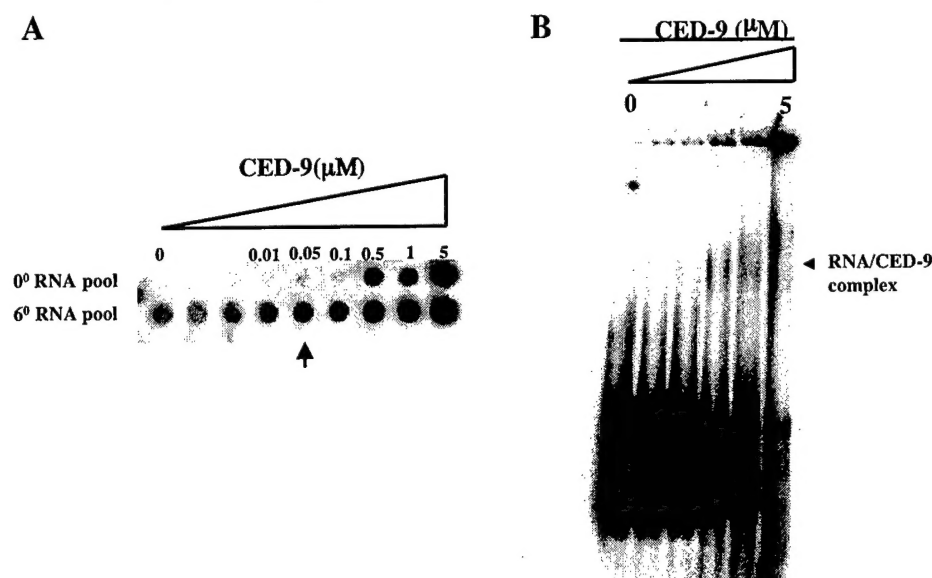 A
CED-9(μM)
0 0.01 0.05 0.1 0.5 1 5
0⁰ RNA pool
6⁰ RNA pool
B
CED-9 (μM)
0 5
RNA/CED-9
complex